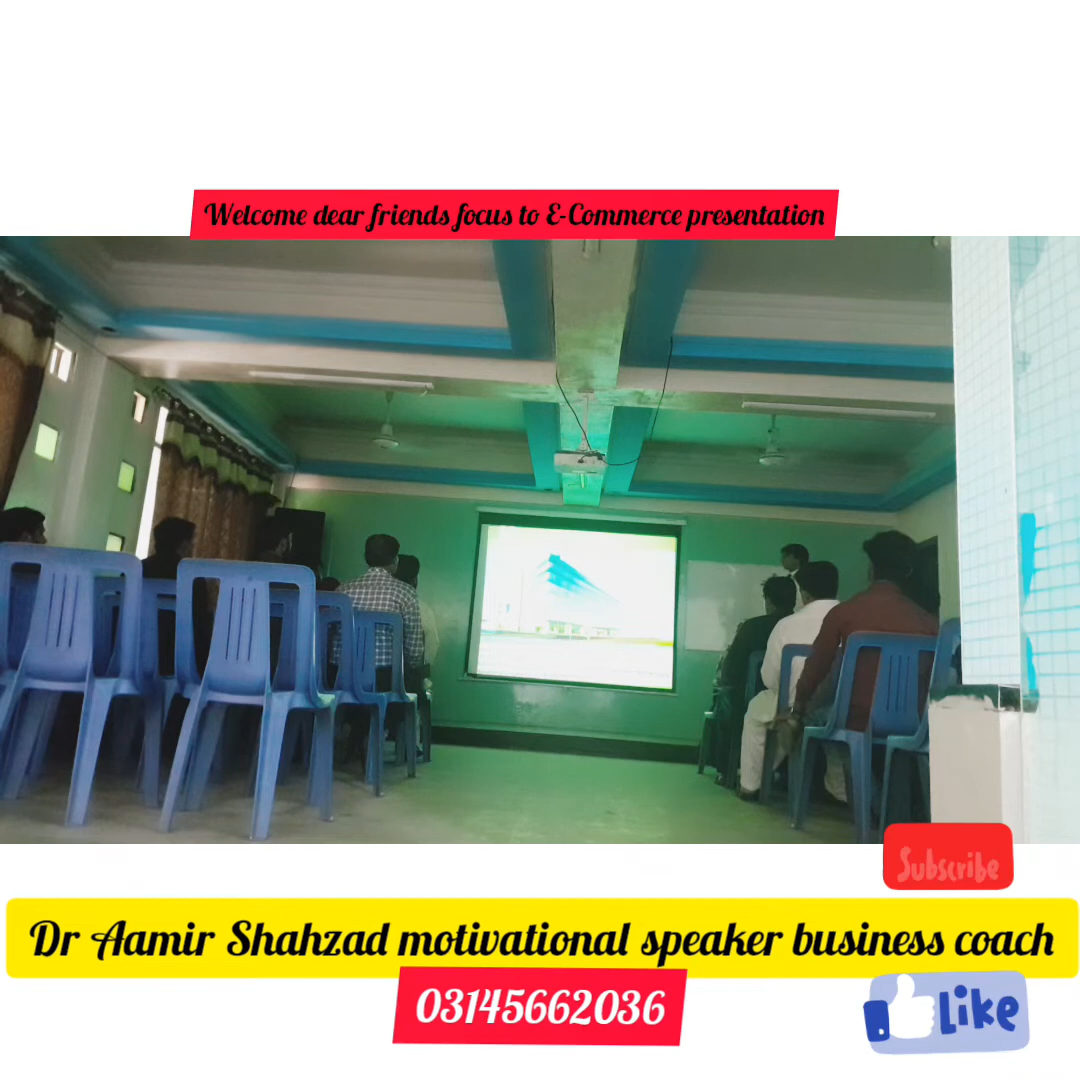 Welcome dear friends focus to E-Commerce presentation
Subscribe
Dr Aamir Shahzad motivational speaker business coach
03145662036
Like